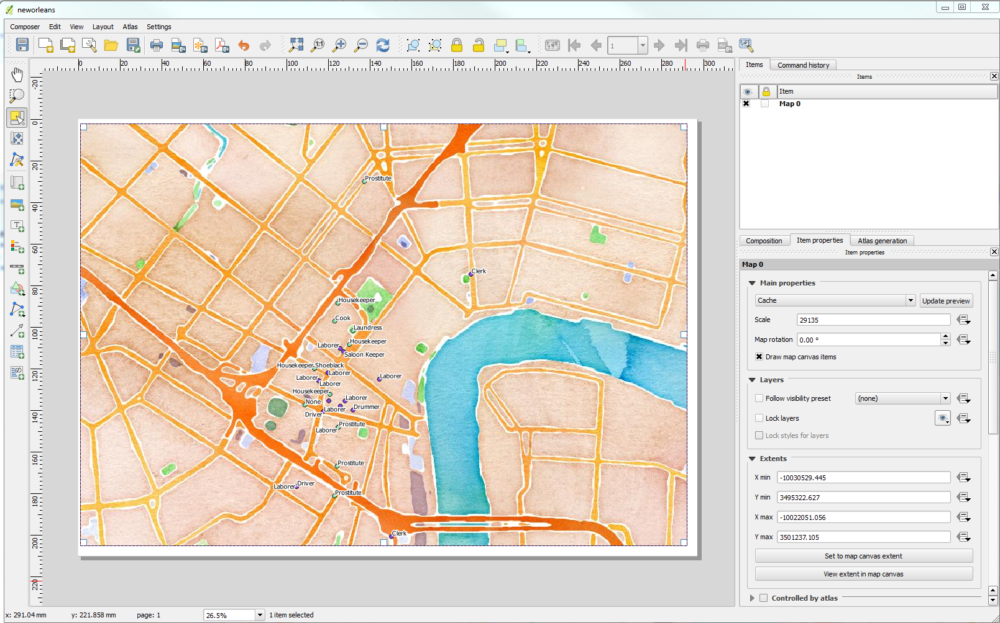 neworleans
Composer Edit View Layout Atlas Settings
1:1
1
0 20 40 60 80 100 120 140 160 180 200 220 240 260 280 300
-20
0
20
40
60
80
100
120
140
160
180
200
220
Prostitute
Clerk
Housekeeper
Cook
Laundress
Housekeeper
Laborer
Saloon Keeper
Housekeeper Shoeblack
Laborer
Laborer
Laborer
Laborer
Housekeeper
Laborer
None
Laborer
Drummer
Driver
Prostitute
Laborer
Prostitute
Driver
Laborer
Prostitute
Clerk
Items Command history
Items
Item
Map 0
Composition Item properties Atlas generation
Item properties
Map 0
Main properties
Cache Update preview
Scale 29135
Map rotation 0.00 °
Draw map canvas items
Layers
Follow visibility preset (none)
Lock layers
Lock styles for layers
Extents
X min -10030529.445
Y min 3495322.627
X max -10022051.056
Y max 3501237.105
Set to map canvas extent
View extent in map canvas
Controlled by atlas
x: 291.04 mm y: 221.858 mm page: 1 26.5% 1 item selected